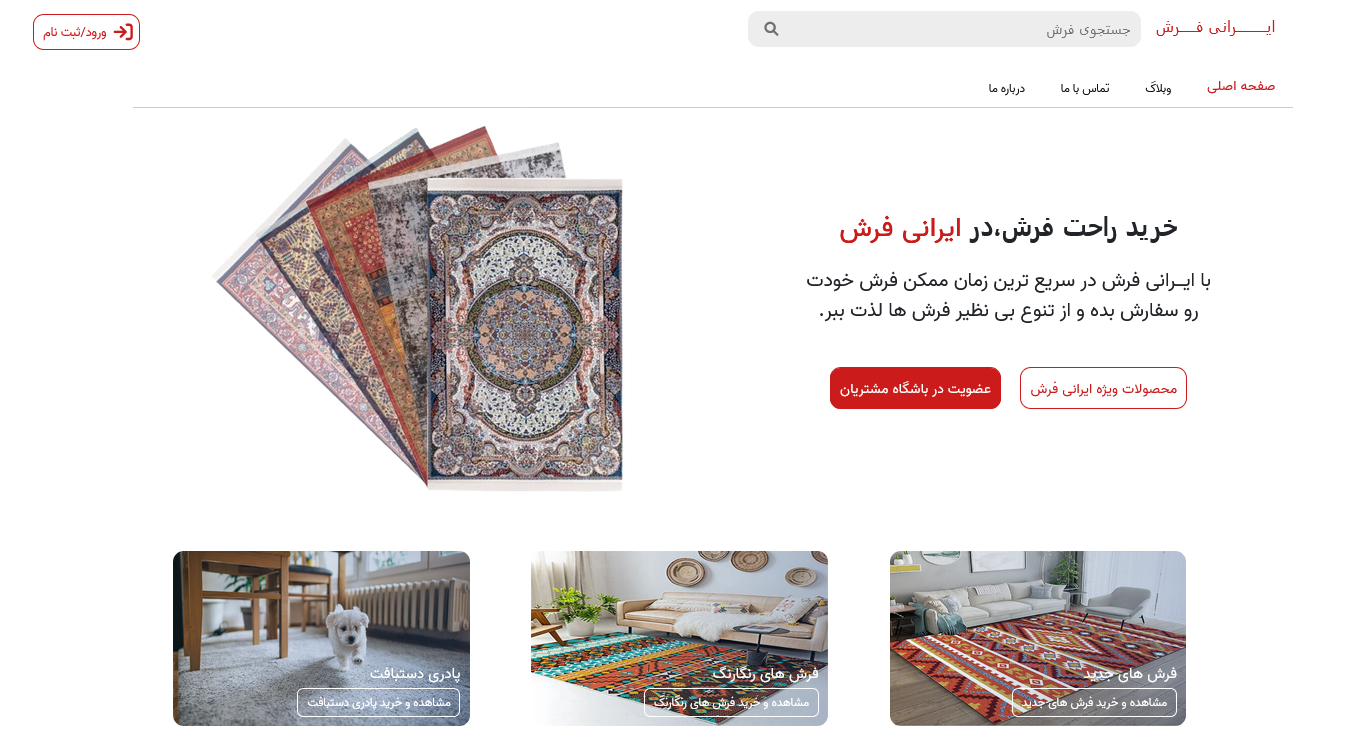 ایـــــرانی فـــرش
جستجوی فرش
ورود/ثبت نام
صفحه اصلی
وبلاگ
تماس با ما
درباره ما
خرید راحت فرش،در ایرانی فرش
با ایــرانی فرش در سریع ترین زمان ممکن فرش خودت
رو سفارش بده و از تنوع بی نظیر فرش ها لذت ببر.
محصولات ویژه ایرانی فرش
عضویت در باشگاه مشتریان
فرش های جدید
مشاهده و خرید فرش های جدید
فرش های رنگارنگ
مشاهده و خرید فرش های رنگارنگ
پادری دستبافت
مشاهده و خرید پادری دستبافت